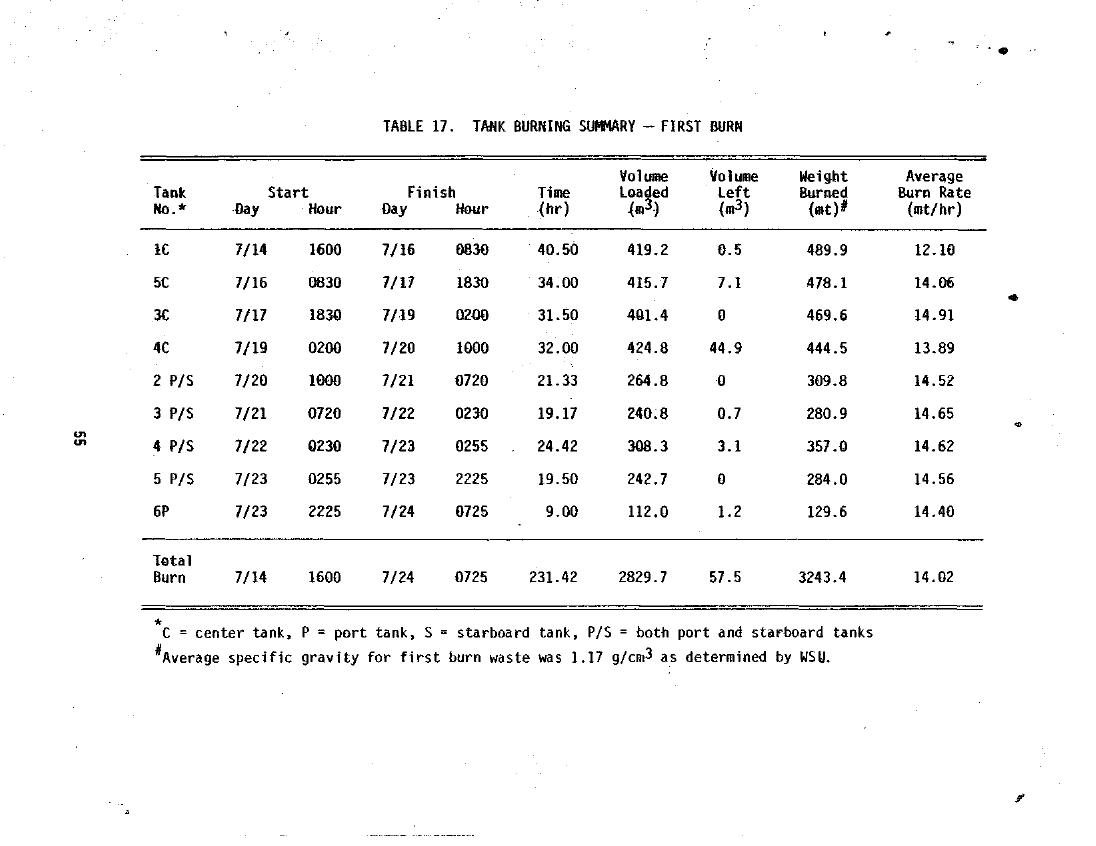 TABLE 17. TANK BURNING SUMMARY — FIRST BURN
Volume Volume Weight Average
Tank Start Finish Time Loaded Left Burned Burn Rate
No.* Day Hour Day Hour (hr) (m3) (m3) (mt)# (mt/hr)
1C 7/14 1600 7/16 0830 40.50 419.2 0.5 489.9 12.10
5C 7/16 0830 7/17 1830 34.00 415.7 7.1 478.1 14.06
3C 7/17 1830 7/19 0200 31.50 401.4 0 469.6 14.91
4C 7/19 0200 7/20 1000 32.00 424.8 44.9 444.5 13.89
2 P/S 7/20 1000 7/21 0720 21.33 264.8 0 309.8 14.52
3 P/S 7/21 0720 7/22 0230 19.17 240.8 0.7 280.9 14.65
55
4 P/S 7/22 0230 7/23 0255 24.42 308.3 3.1 357.0 14.62
5 P/S 7/23 0255 7/23 2225 19.50 242.7 0 284.0 14.56
6P 7/23 2225 7/24 0725 9.00 112.0 1.2 129.6 14.40
Total
Burn 7/14 1600 7/24 0725 231.42 2829.7 57.5 3243.4 14.02
*C = center tank, P = port tank, S = starboard tank, P/S = both port and starboard tanks
#Average specific gravity for first burn waste was 1.17 g/cm3 as determined by WSU.